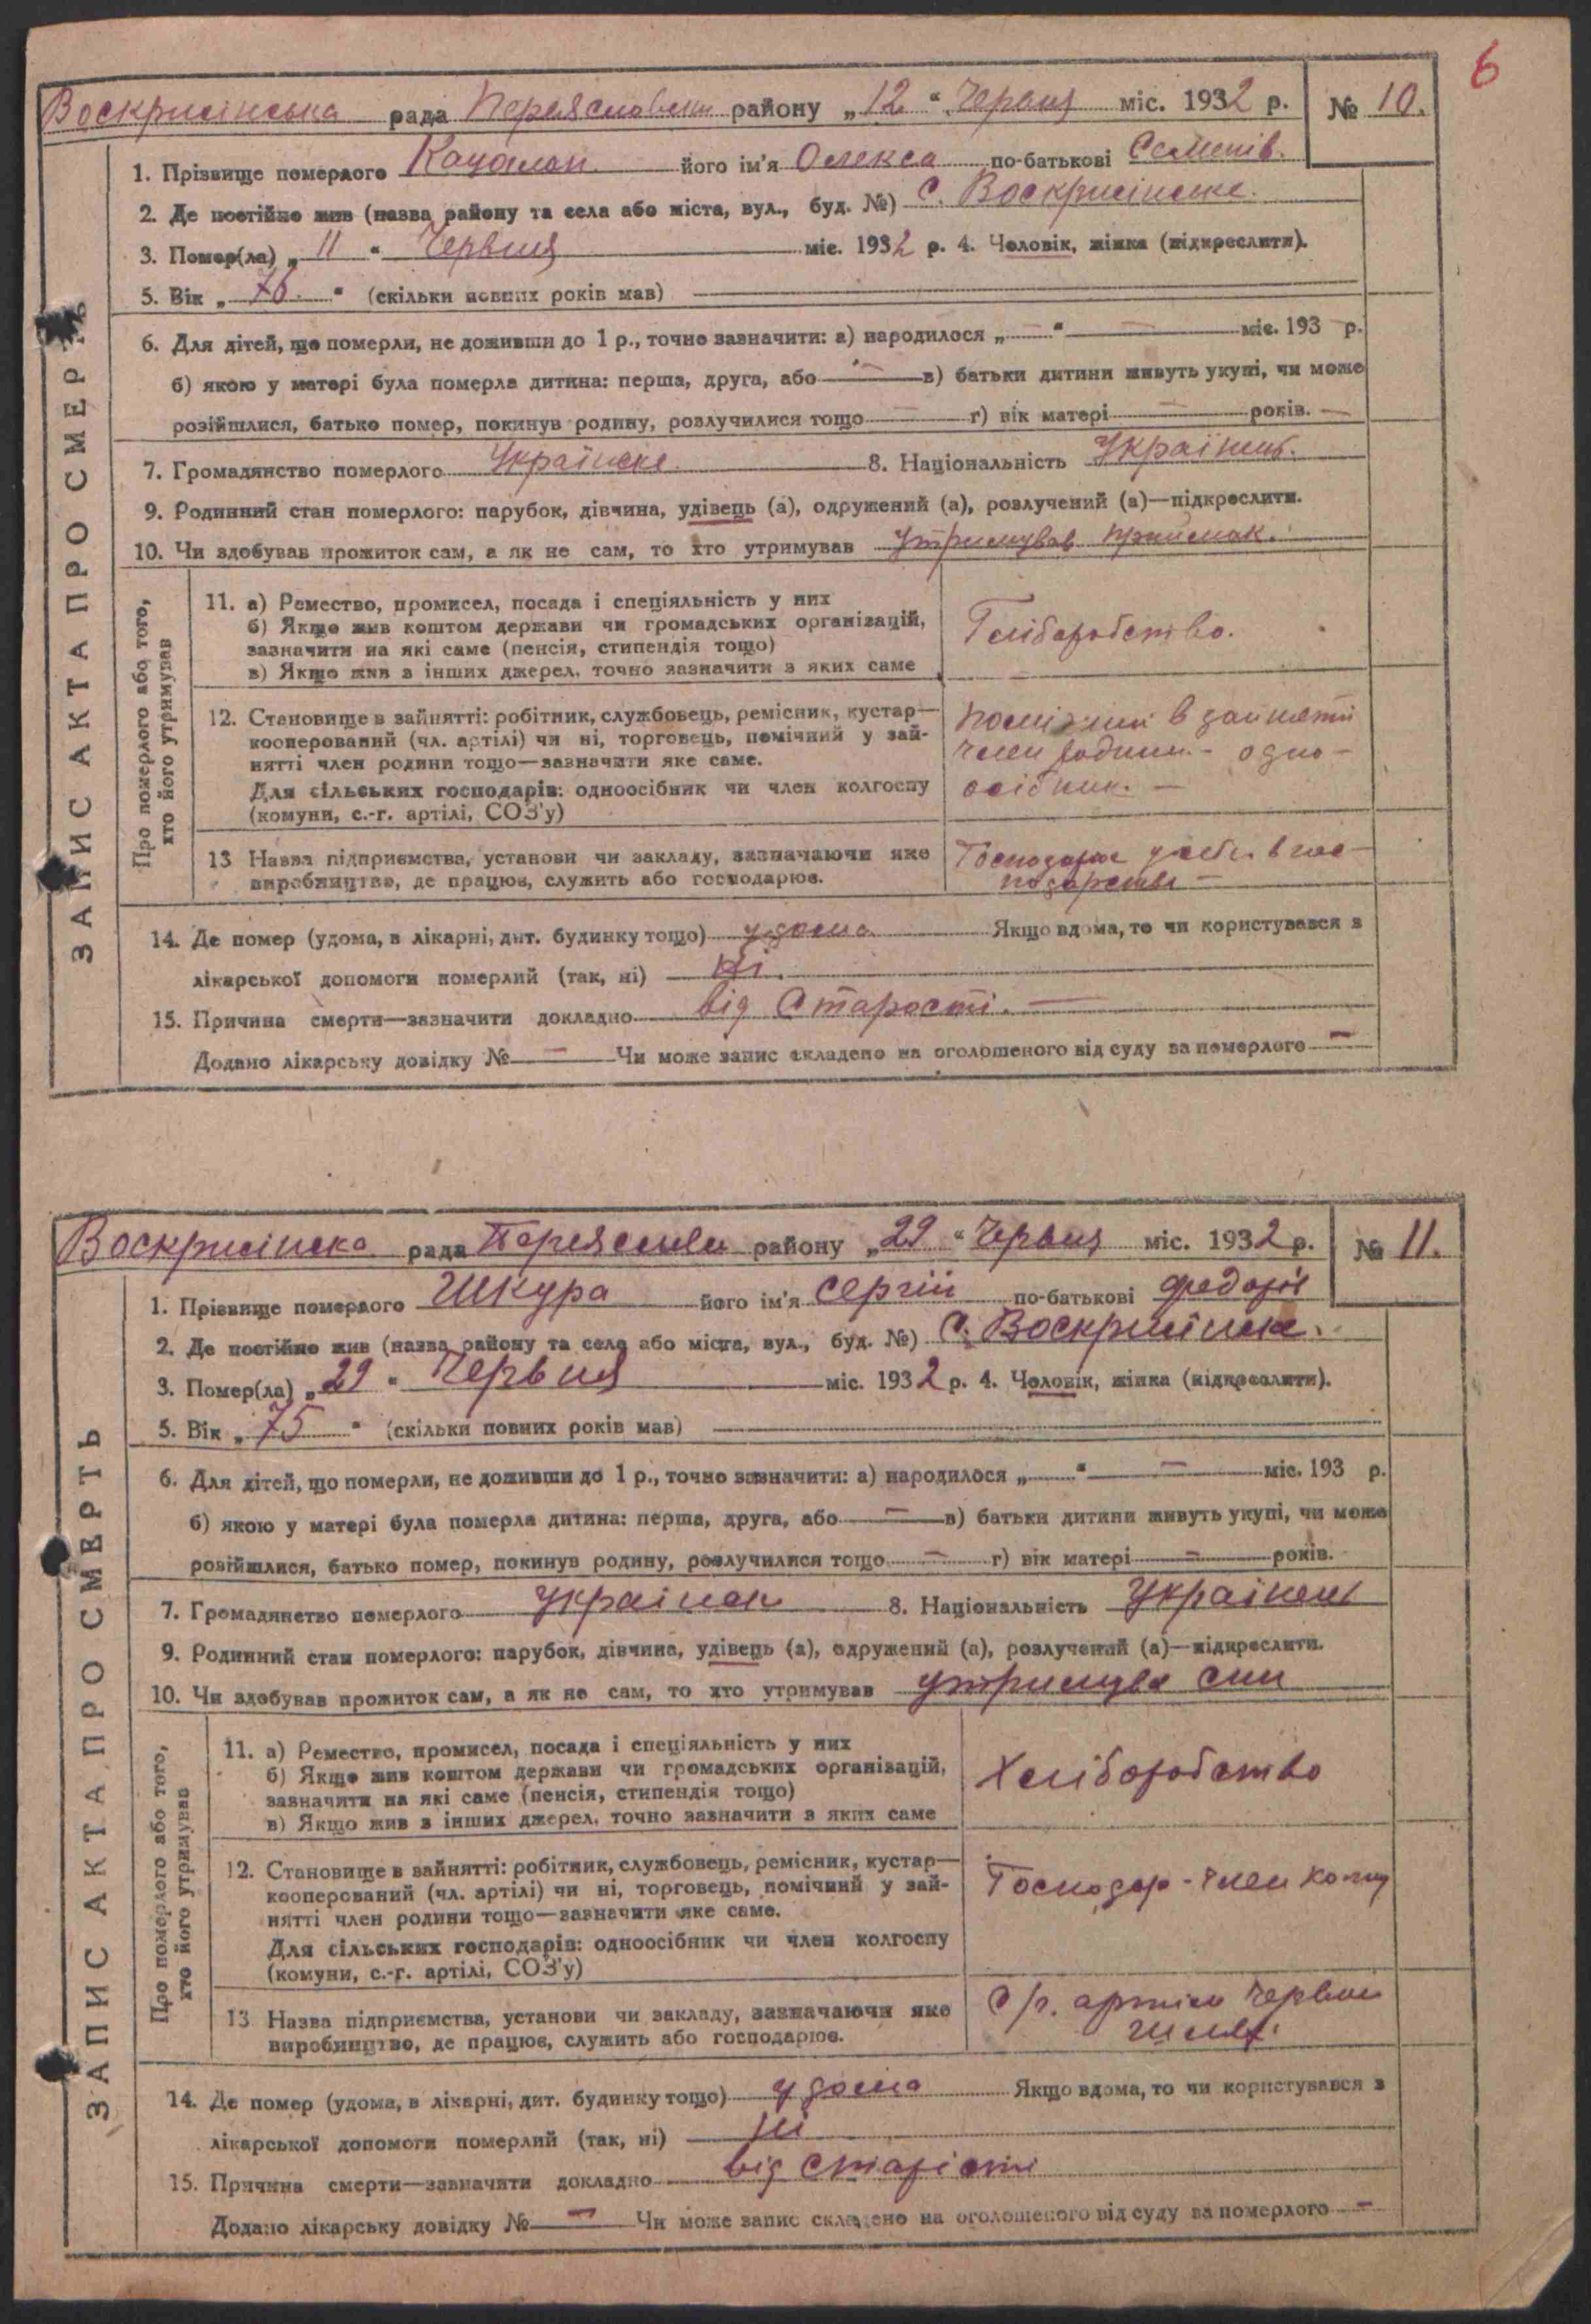 6
Воскрисінська рада Переяславськ району „12“ Червня міс. 1932 р. № 10.
1. Прізвище померлого його ім'я Олекса по-батькові Семенів.
2. Де постійно жив (назва району та села або міста, вул., буд. №) с. Воскрисінське.
3. Помер(ла) „11“ Червня міс. 1932 р. 4. Чоловік, жінка (підкреслити).
5. Вік „76.“ (скільки повних років мав)
6. Для дітей, що померли, не доживши до 1 р., точно зазначити: а) народилося „—“ — міс. 193 р.
б) якою у матері була померла дитина: перша, друга, або — в) батьки дитини живуть укупі, чи може
розійшлися, батько помер, покинув родину, розлучилися тощо — г) вік матері — років. —
7. Громадянство померлого Українске 8. Національність Українець.
9. Родинний стан померлого: парубок, дівчина, удівець (а), одружений (а), розлучений (а)—підкреслити.
10. Чи здобував прожиток сам, а як не сам, то хто утримував утримував приймак.
ЗАПИС АКТА ПРО СМЕРТЬ
Про померлого або того, хто його утримував
11. а) Ремество, промисел, посада і спеціяльність у них
б) Якщо жив коштом держави чи громадських організацій,
зазначити на які саме (пенсія, стипендія тощо)
в) Якщо жив з інших джерел, точно зазначити з яких саме
Хліборобство.
12. Становище в зайнятті: робітник, службовець, ремісник, кустар—
кооперований (чл. артілі) чи ні, торговець, помічний у зай-
нятті член родини тощо—зазначити яке саме.
Для сільських господарів: одноосібник чи член колгоспу
(комуни, с.-г. артілі, СОЗ'у)
помічний в зайнятті
член родини - одно-
осібник. —
13 Назва підприємства, установи чи закладу, зазначаючи яке
виробництво, де працює, служить або господарює.
Господарює у себе в гос-
подарстві —
14. Де помер (удома, в лікарні, дит. будинку тощо) удома Якщо вдома, то чи користувався з
лікарської допомоги померлий (так, ні) ні.
15. Причина смерти—зазначити докладно від Старости. —
Додано лікарську довідку № — Чи може запис складено на оголошеного від суду за померлого —
Воскрисінска рада Переяслав району „29“ Червня міс. 1932 р. № 11.
1. Прізвище померлого Шкура його ім'я Сергій по-батькові Федорів
2. Де постійно жив (назва району та села або міста, вул., буд. №) С. Воскрисінське.
3. Помер(ла) „29“ Червня міс. 1932 р. 4. Чоловік, жінка (підкреслити).
5. Вік „75“ (скільки повних років мав)
6. Для дітей, що померли, не доживши до 1 р., точно зазначити: а) народилося „ “ — міс. 193 р.
б) якою у матері була померла дитина: перша, друга, або — в) батьки дитини живуть укупі, чи може
розійшлися, батько помер, покинув родину, розлучилися тощо — г) вік матері — років.
7. Громадянство померлого 8. Національність Українець
9. Родинний стан померлого: парубок, дівчина, удівець (а), одружений (а), розлучений (а)—підкреслити.
10. Чи здобував прожиток сам, а як не сам, то хто утримував утримува син
ЗАПИС АКТА ПРО СМЕРТЬ
Про померлого або того, хто його утримував
11. а) Ремество, промисел, посада і спеціяльність у них
б) Якщо жив коштом держави чи громадських організацій,
зазначити на які саме (пенсія, стипендія тощо)
в) Якщо жив з інших джерел, точно зазначити з яких саме
Хліборобство
12. Становище в зайнятті: робітник, службовець, ремісник, кустар—
кооперований (чл. артілі) чи ні, торговець, помічний у зай-
нятті член родини тощо—зазначити яке саме.
Для сільських господарів: одноосібник чи член колгоспу
(комуни, с.-г. артілі, СОЗ'у)
Господар - член
13 Назва підприємства, установи чи закладу, зазначаючи яке
виробництво, де працює, служить або господарює.
С/г. артіль Червон
шлях.
14. Де помер (удома, в лікарні, дит. будинку тощо) удома Якщо вдома, то чи користувався з
лікарської допомоги померлий (так, ні) ні
15. Причина смерти—зазначити докладно від старісти
Додано лікарську довідку № — Чи може запис складено на оголошеного від суду за померлого —